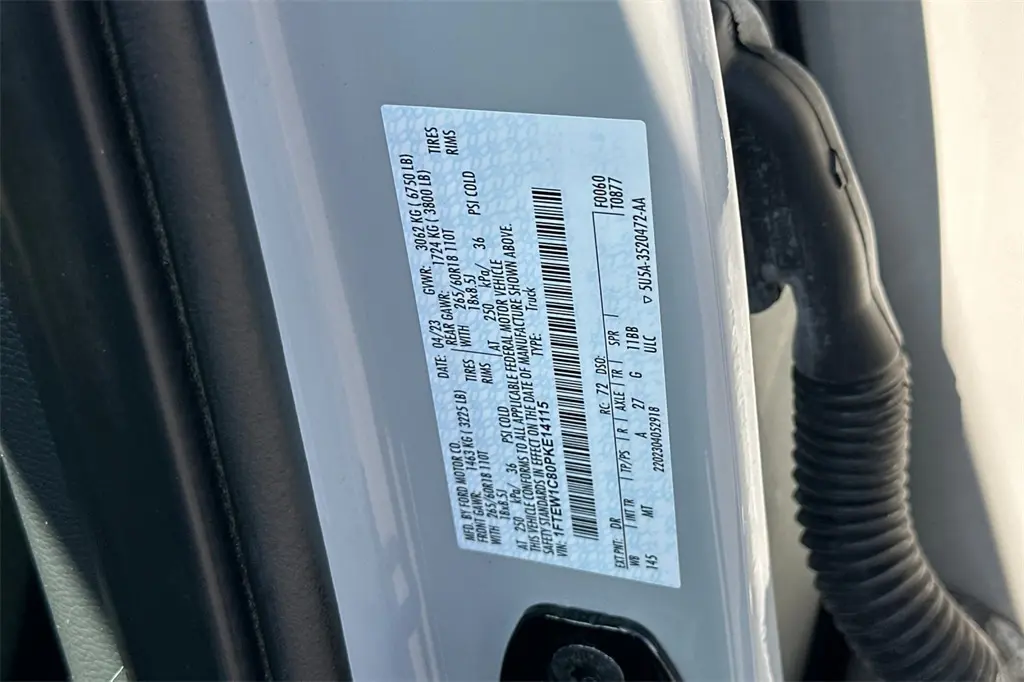 MFD. BY FORD MOTOR CO.
DATE: 04/23 GVWR: 3062 KG ( 6750 LB)
FRONT GAWR: 1463 KG ( 3225 LB) REAR GAWR: 1724 KG ( 3800 LB)
WITH 265/60R18 110T TIRES WITH 265/60R18 110T TIRES
18x8.5J RIMS 18x8.5J RIMS
AT 250 kPa/ 36 PSI COLD AT 250 kPa/ 36 PSI COLD
THIS VEHICLE CONFORMS TO ALL APPLICABLE FEDERAL MOTOR VEHICLE
SAFETY STANDARDS IN EFFECT ON THE DATE OF MANUFACTURE SHOWN ABOVE.
VIN: 1FTEW1C80PKE14115 TYPE: Truck
F0060
T0877
EXT PNT: DR RC: 72 DSO:
WB INT TR TP/PS R AXLE TR SPR
145 MT A 27 G 11BB
2202304052918 ULC ▽ 5U5A-3520472-AA